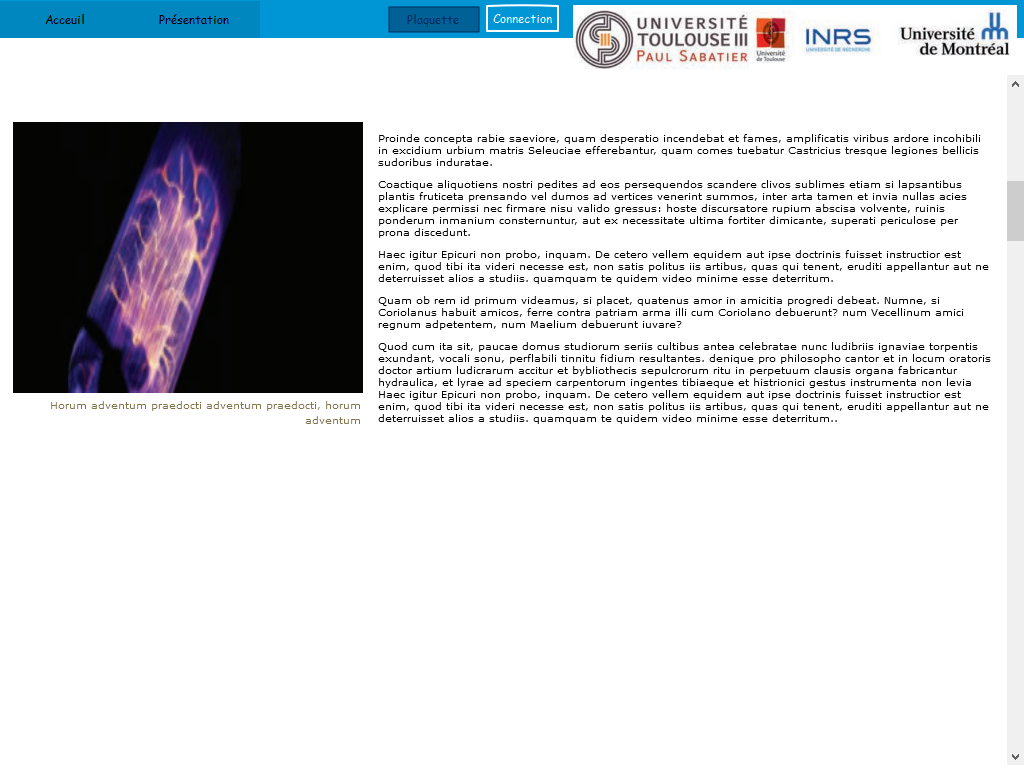 Acceuil
Présentation
Plaquette
Connection
UNIVERSITÉ
TOULOUSE III
PAUL SABATIER
Université
de Toulouse
INRS
UNIVERSITÉ DE RECHERCHE
Université
de Montréal
Proinde concepta rabie saeviore, quam desperatio incendebat et fames, amplificatis viribus ardore incohibili
in excidium urbium matris Seleuciae efferebantur, quam comes tuebatur Castricius tresque legiones bellicis
sudoribus induratae.
Coactique aliquotiens nostri pedites ad eos persequendos scandere clivos sublimes etiam si lapsantibus
plantis fruticeta prensando vel dumos ad vertices venerint summos, inter arta tamen et invia nullas acies
explicare permissi nec firmare nisu valido gressus: hoste discursatore rupium abscisa volvente, ruinis
ponderum inmanium consternuntur, aut ex necessitate ultima fortiter dimicante, superati periculose per
prona discedunt.
Haec igitur Epicuri non probo, inquam. De cetero vellem equidem aut ipse doctrinis fuisset instructior est
enim, quod tibi ita videri necesse est, non satis politus iis artibus, quas qui tenent, eruditi appellantur aut ne
deterruisset alios a studiis. quamquam te quidem video minime esse deterritum.
Quam ob rem id primum videamus, si placet, quatenus amor in amicitia progredi debeat. Numne, si
Coriolanus habuit amicos, ferre contra patriam arma illi cum Coriolano debuerunt? num Vecellinum amici
regnum adpetentem, num Maelium debuerunt iuvare?
Quod cum ita sit, paucae domus studiorum seriis cultibus antea celebratae nunc ludibriis ignaviae torpentis
exundant, vocali sonu, perflabili tinnitu fidium resultantes. denique pro philosopho cantor et in locum oratoris
doctor artium ludicrarum accitur et bybliothecis sepulcrorum ritu in perpetuum clausis organa fabricantur
hydraulica, et lyrae ad speciem carpentorum ingentes tibiaeque et histrionici gestus instrumenta non levia
Haec igitur Epicuri non probo, inquam. De cetero vellem equidem aut ipse doctrinis fuisset instructior est
enim, quod tibi ita videri necesse est, non satis politus iis artibus, quas qui tenent, eruditi appellantur aut ne
deterruisset alios a studiis. quamquam te quidem video minime esse deterritum..
Horum adventum praedocti adventum praedocti, horum
adventum